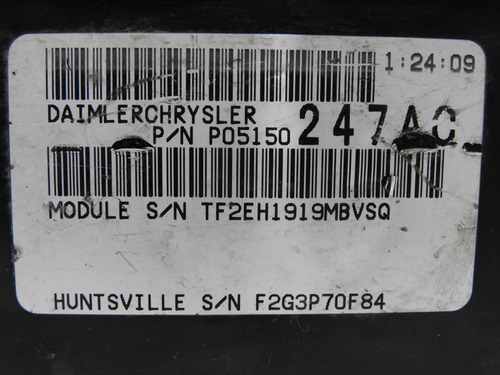 1:24:09
DAIMLERCHRYSLER
P/N P05150 247AC
MODULE S/N TF2EH1919MBVSQ
HUNTSVILLE S/N F2G3P70F84